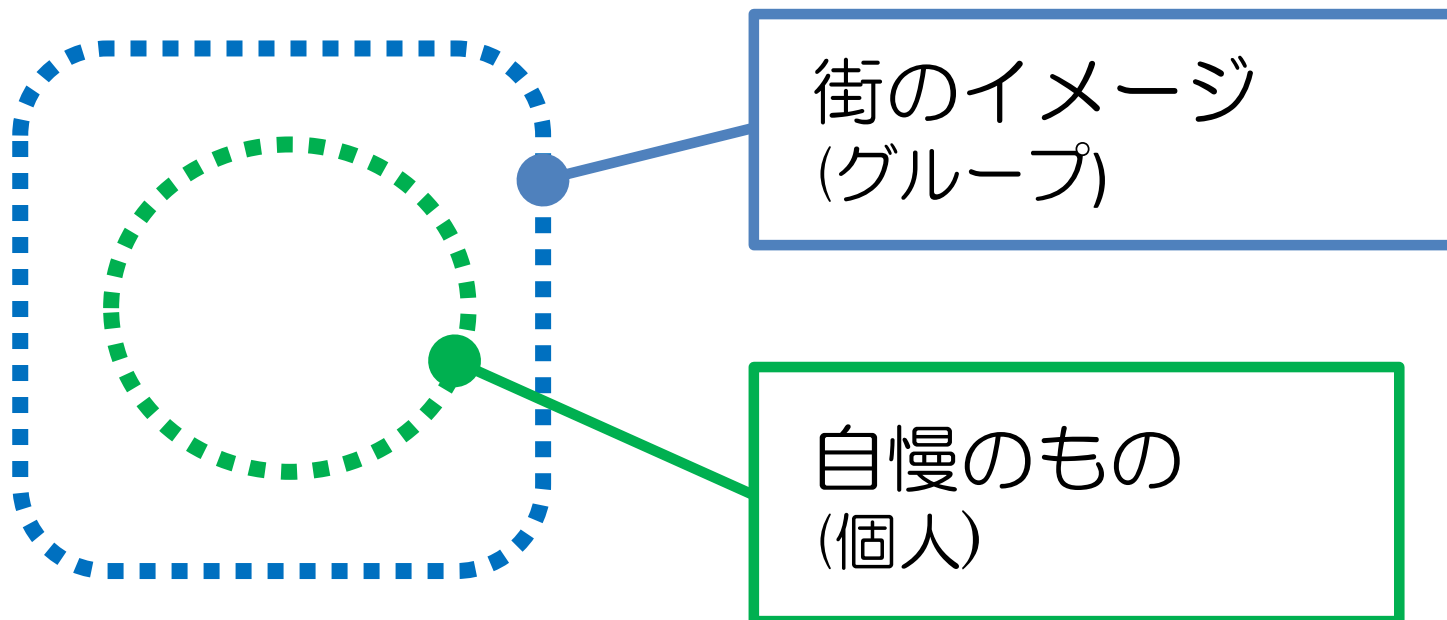 街のイメージ
(グループ)
自慢のもの
(個人)